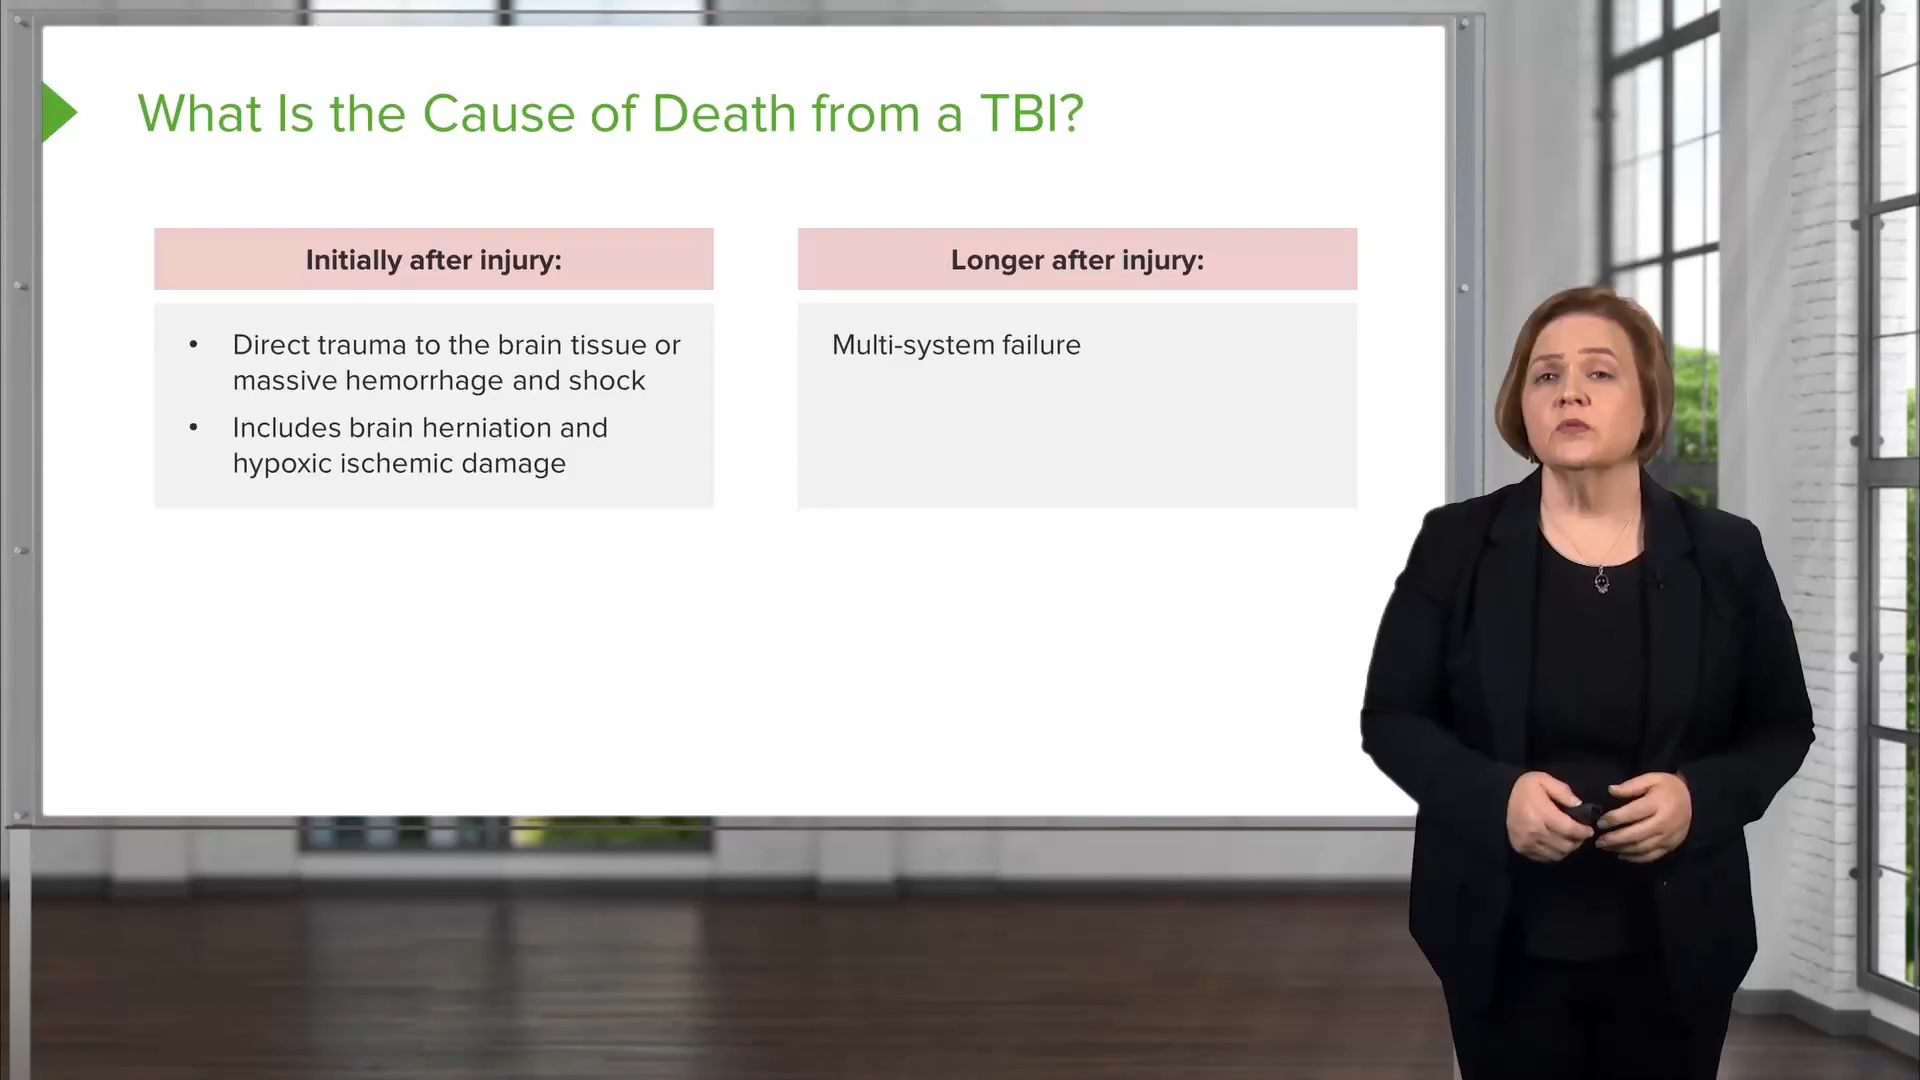 What Is the Cause of Death from a TBI?
Initially after injury:
• Direct trauma to the brain tissue or
massive hemorrhage and shock
• Includes brain herniation and
hypoxic ischemic damage
Longer after injury:
Multi-system failure